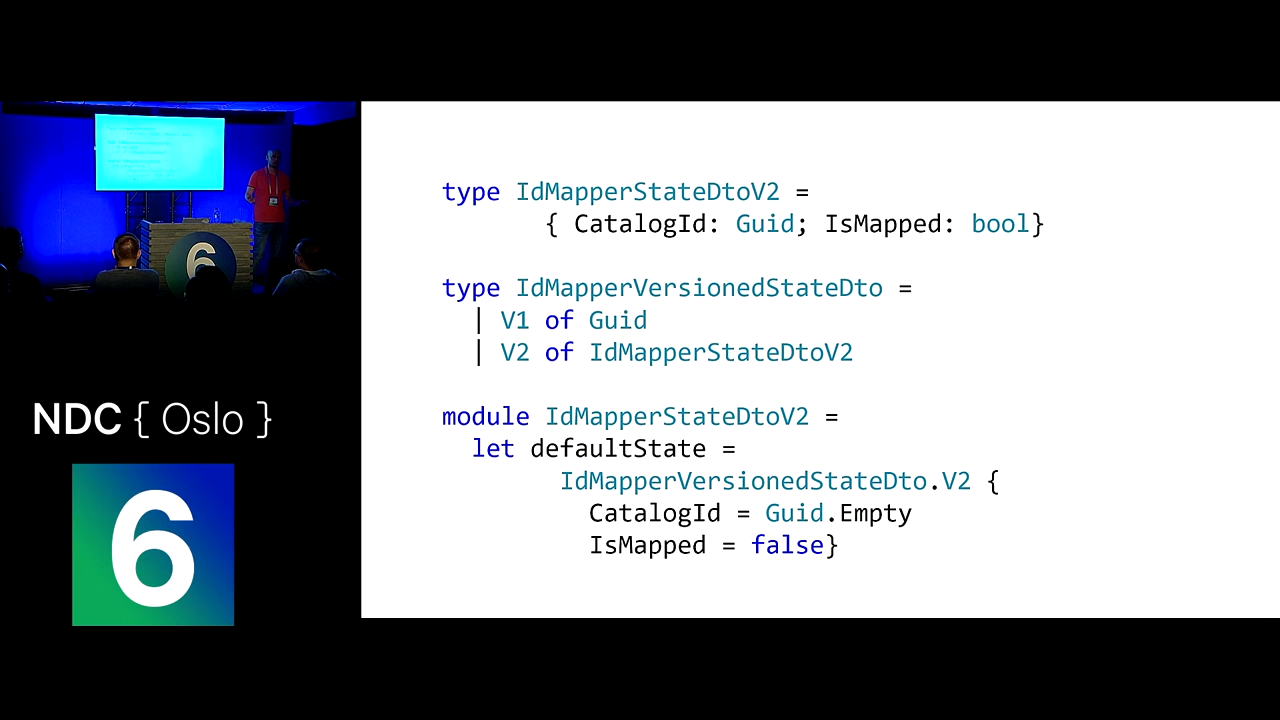 type IdMapperStateDtoV2 =
{ CatalogId: Guid; IsMapped: bool}
type IdMapperVersionedStateDto =
| V1 of Guid
| V2 of IdMapperStateDtoV2
module IdMapperStateDtoV2 =
let defaultState =
IdMapperVersionedStateDto.V2 {
CatalogId = Guid.Empty
IsMapped = false}
6
NDC { Oslo }
6